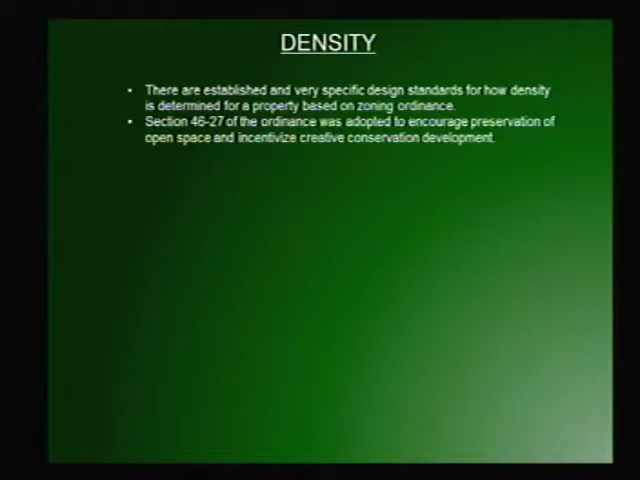 DENSITY
• There are established and very specific design standards for how density
is determined for a property based on zoning ordinance.
• Section 46-27 of the ordinance was adopted to encourage preservation of
open space and incentivize creative conservation development.